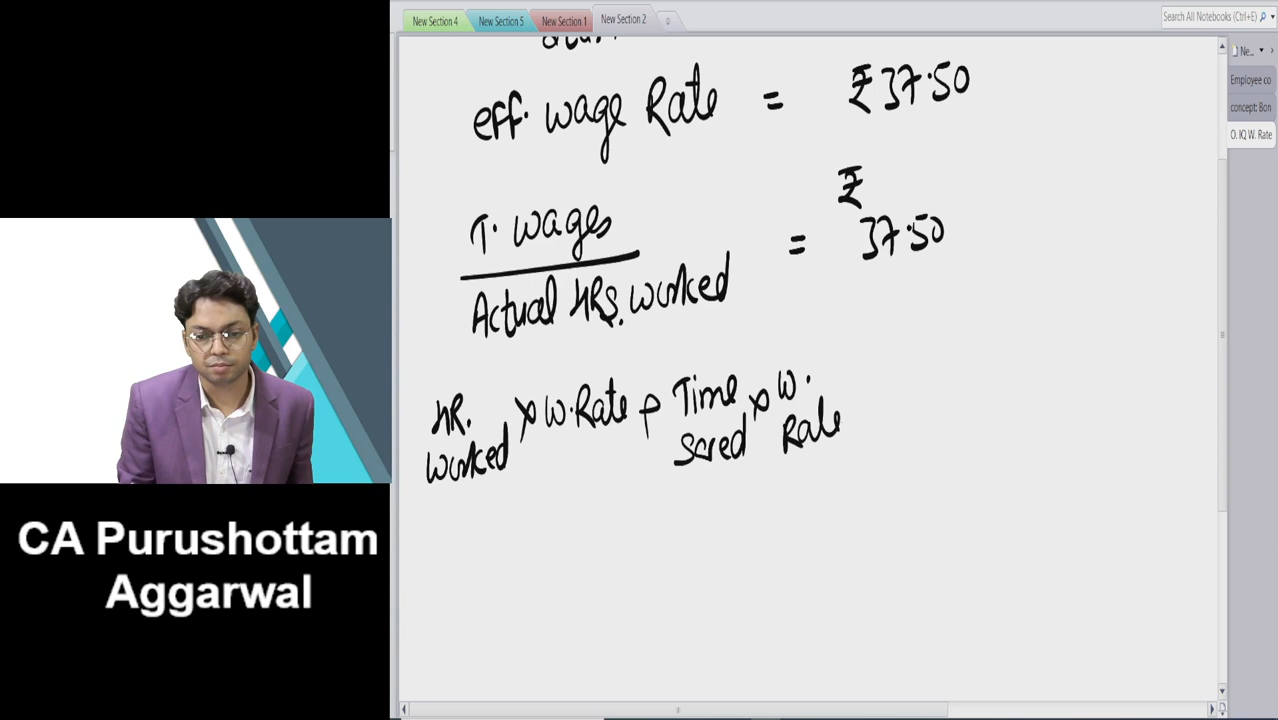 New Section 4 New Section 5 New Section 1 New Section 2
Search All Notebooks (Ctrl+E)
Ne...
Employee co
concept: Bon
O. IQ W. Rate
eff. wage Rate = ₹37.50
₹
T. wages = 37.50
Actual HRs. worked
HR. worked × W. Rate + Time saved × W. Rate
CA Purushottam
Aggarwal